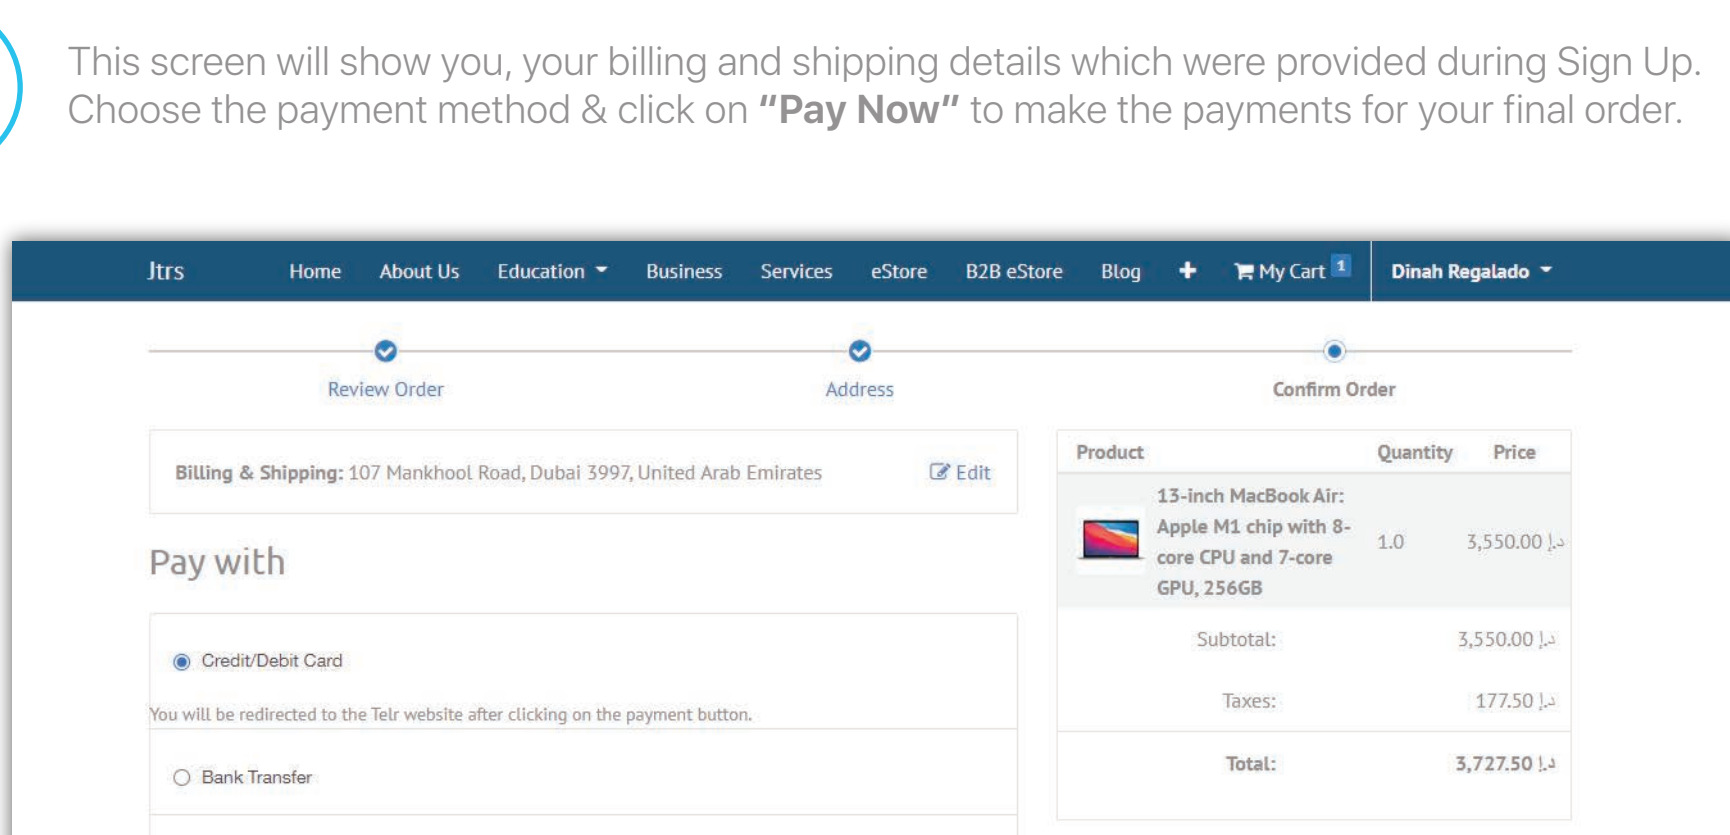 This screen will show you, your billing and shipping details which were provided during Sign Up.
Choose the payment method & click on “Pay Now” to make the payments for your final order.
Jtrs Home About Us Education Business Services eStore B2B eStore Blog + My Cart 1 Dinah Regalado
Review Order Address Confirm Order
Billing & Shipping: 107 Mankhool Road, Dubai 3997, United Arab Emirates Edit
Pay with
Credit/Debit Card
You will be redirected to the Telr website after clicking on the payment button.
Bank Transfer
Product Quantity Price
13-inch MacBook Air:
Apple M1 chip with 8-
core CPU and 7-core
GPU, 256GB
1.0 3,550.00 د.إ
Subtotal: 3,550.00 د.إ
Taxes: 177.50 د.إ
Total: 3,727.50 د.إ